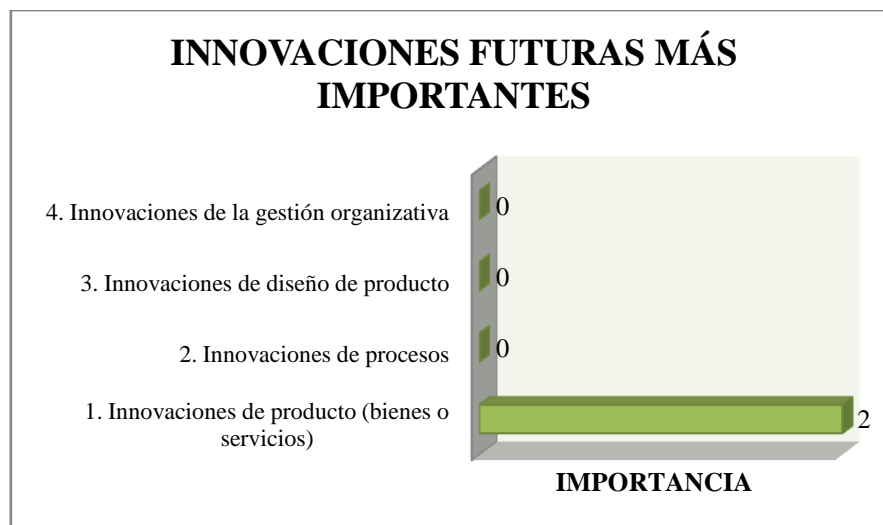 INNOVACIONES FUTURAS MÁS
IMPORTANTES
4. Innovaciones de la gestión organizativa
0
3. Innovaciones de diseño de producto
0
2. Innovaciones de procesos
0
1. Innovaciones de producto (bienes o
servicios)
2
IMPORTANCIA